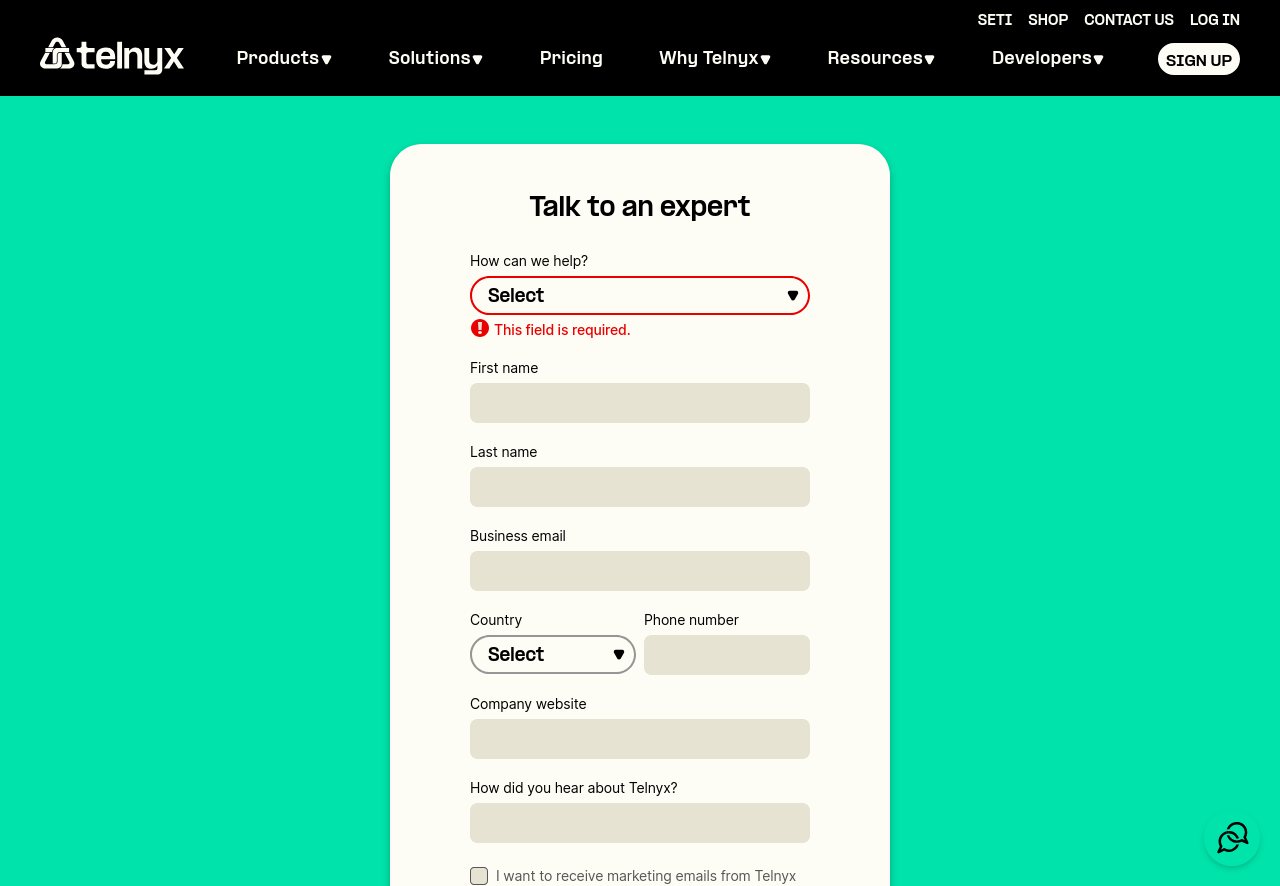 SETI SHOP CONTACT US LOG IN
telnyx Products Solutions Pricing Why Telnyx Resources Developers SIGN UP
Talk to an expert
How can we help?
Select
This field is required.
First name
Last name
Business email
Country Phone number
Select
Company website
How did you hear about Telnyx?
I want to receive marketing emails from Telnyx